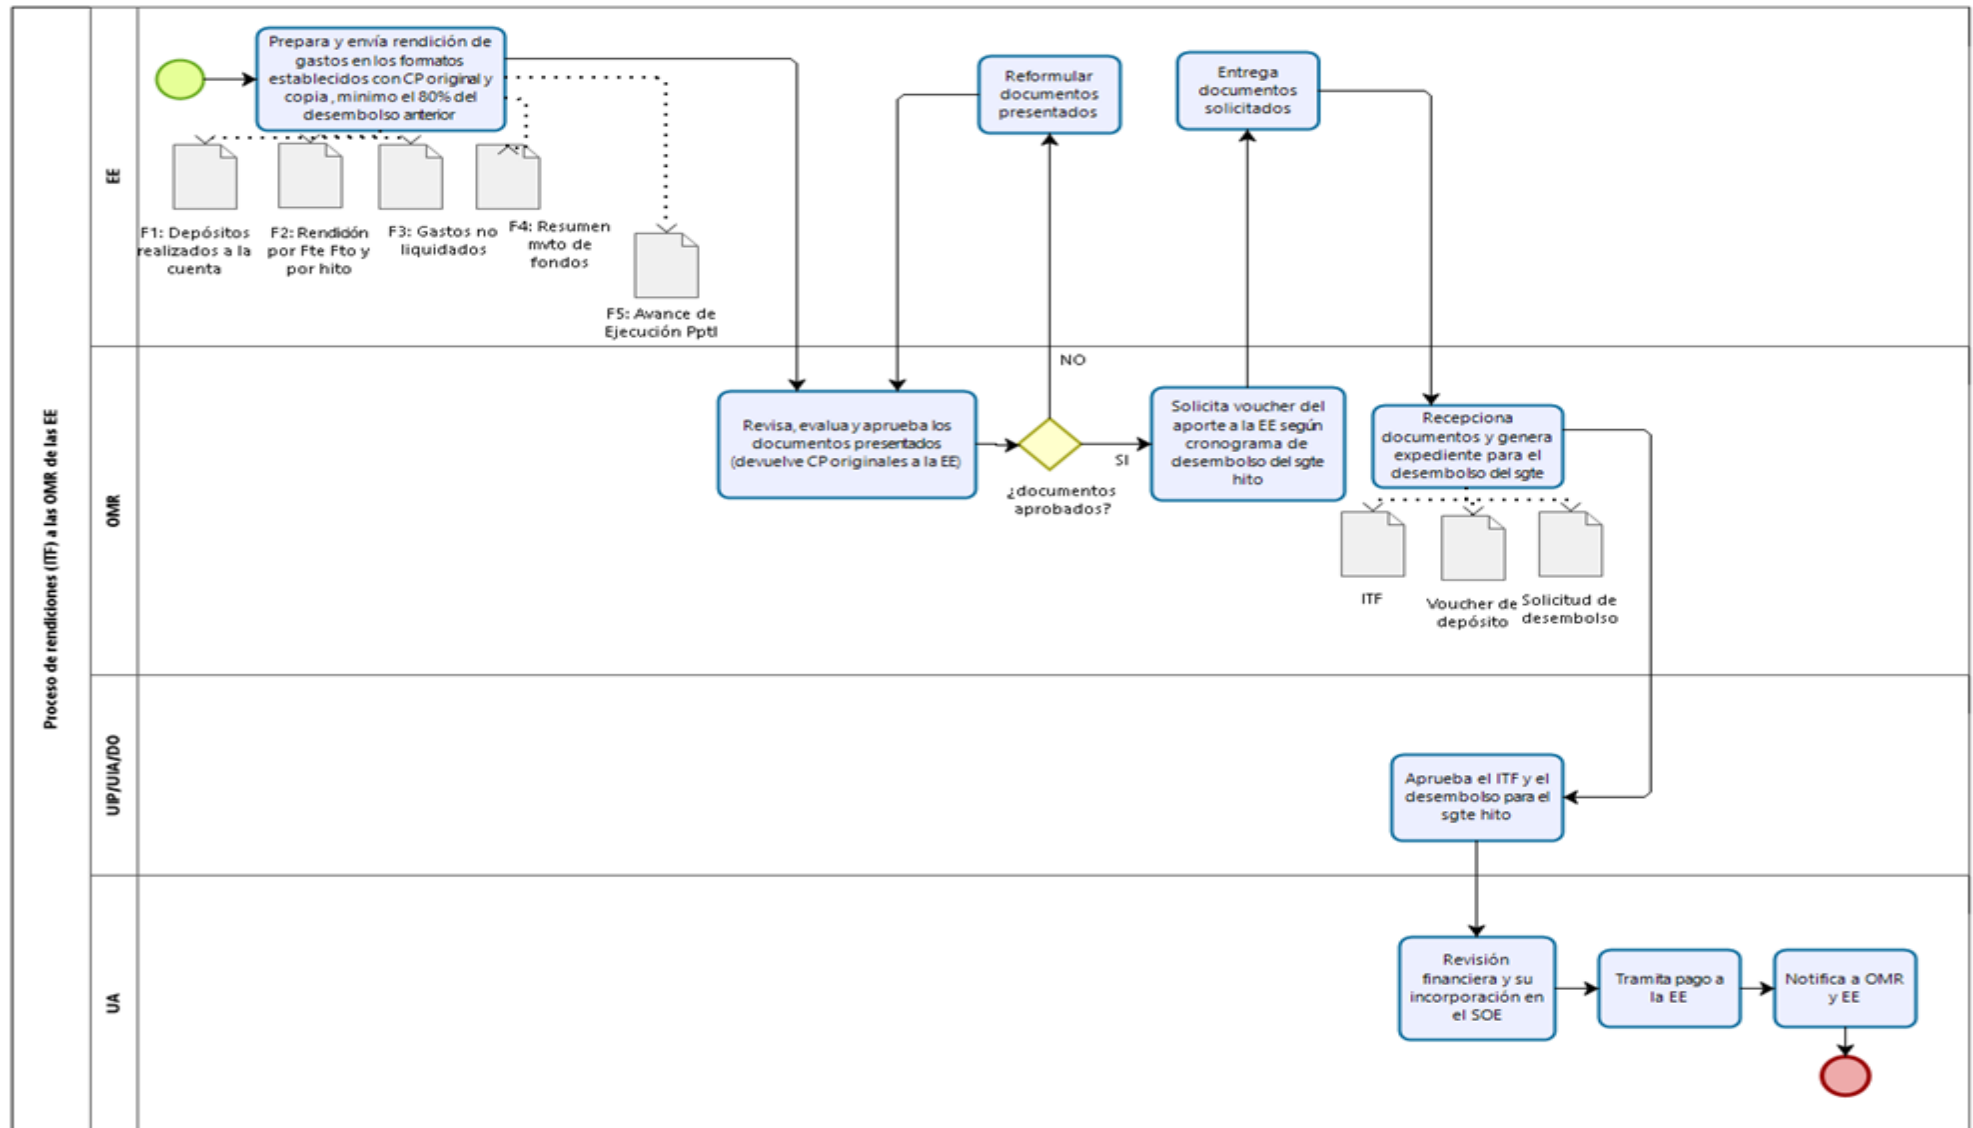 Proceso de rendiciones (ITF) a las OMR de las EE
EE
Prepara y envía rendición de
gastos en los formatos
establecidos con CP original y
copia, minimo el 80% del
desembolso anterior
F1: Depósitos
realizados a la
cuenta
F2: Rendición
por Fte Fto y
por hito
F3: Gastos no
liquidados
F4: Resumen
mvto de
fondos
F5: Avance de
Ejecución Pptl
Reformular
documentos
presentados
Entrega
documentos
solicitados
OMR
Revisa, evalua y aprueba los
documentos presentados
(devuelve CP originales a la EE)
¿documentos
aprobados?
NO
SI
Solicita voucher del
aporte a la EE según
cronograma de
desembolso del sgte
hito
Recepciona
documentos y genera
expediente para el
desembolso del sgte
ITF
Voucher de
depósito
Solicitud de
desembolso
UP/UIA/DO
Aprueba el ITF y el
desembolso para el
sgte hito
UA
Revisión
financiera y su
incorporación en
el SOE
Tramita pago a
la EE
Notifica a OMR
y EE